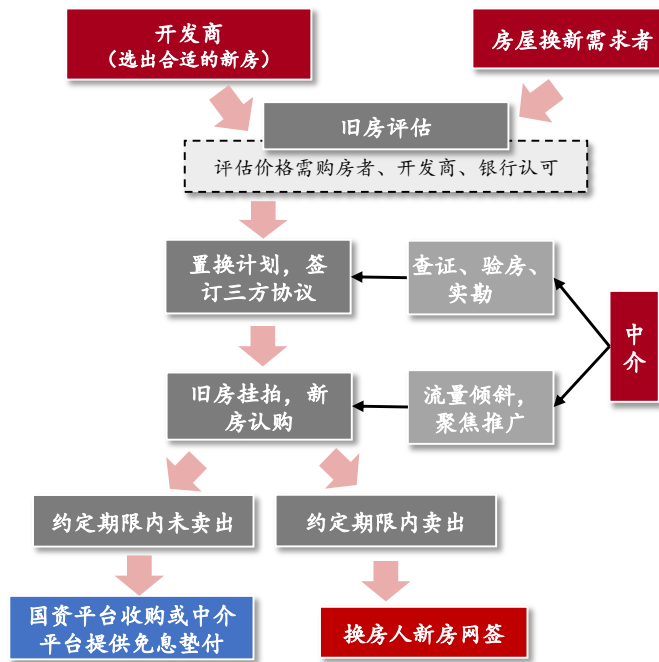 开发商
（选出合适的新房）
房屋换新需求者
旧房评估
评估价格需购房者、开发商、银行认可
置换计划，签
订三方协议
查证、验房、
实勘
中
介
旧房挂拍，新
房认购
流量倾斜，
聚焦推广
约定期限内未卖出
约定期限内卖出
国资平台收购或中介
平台提供免息垫付
换房人新房网签